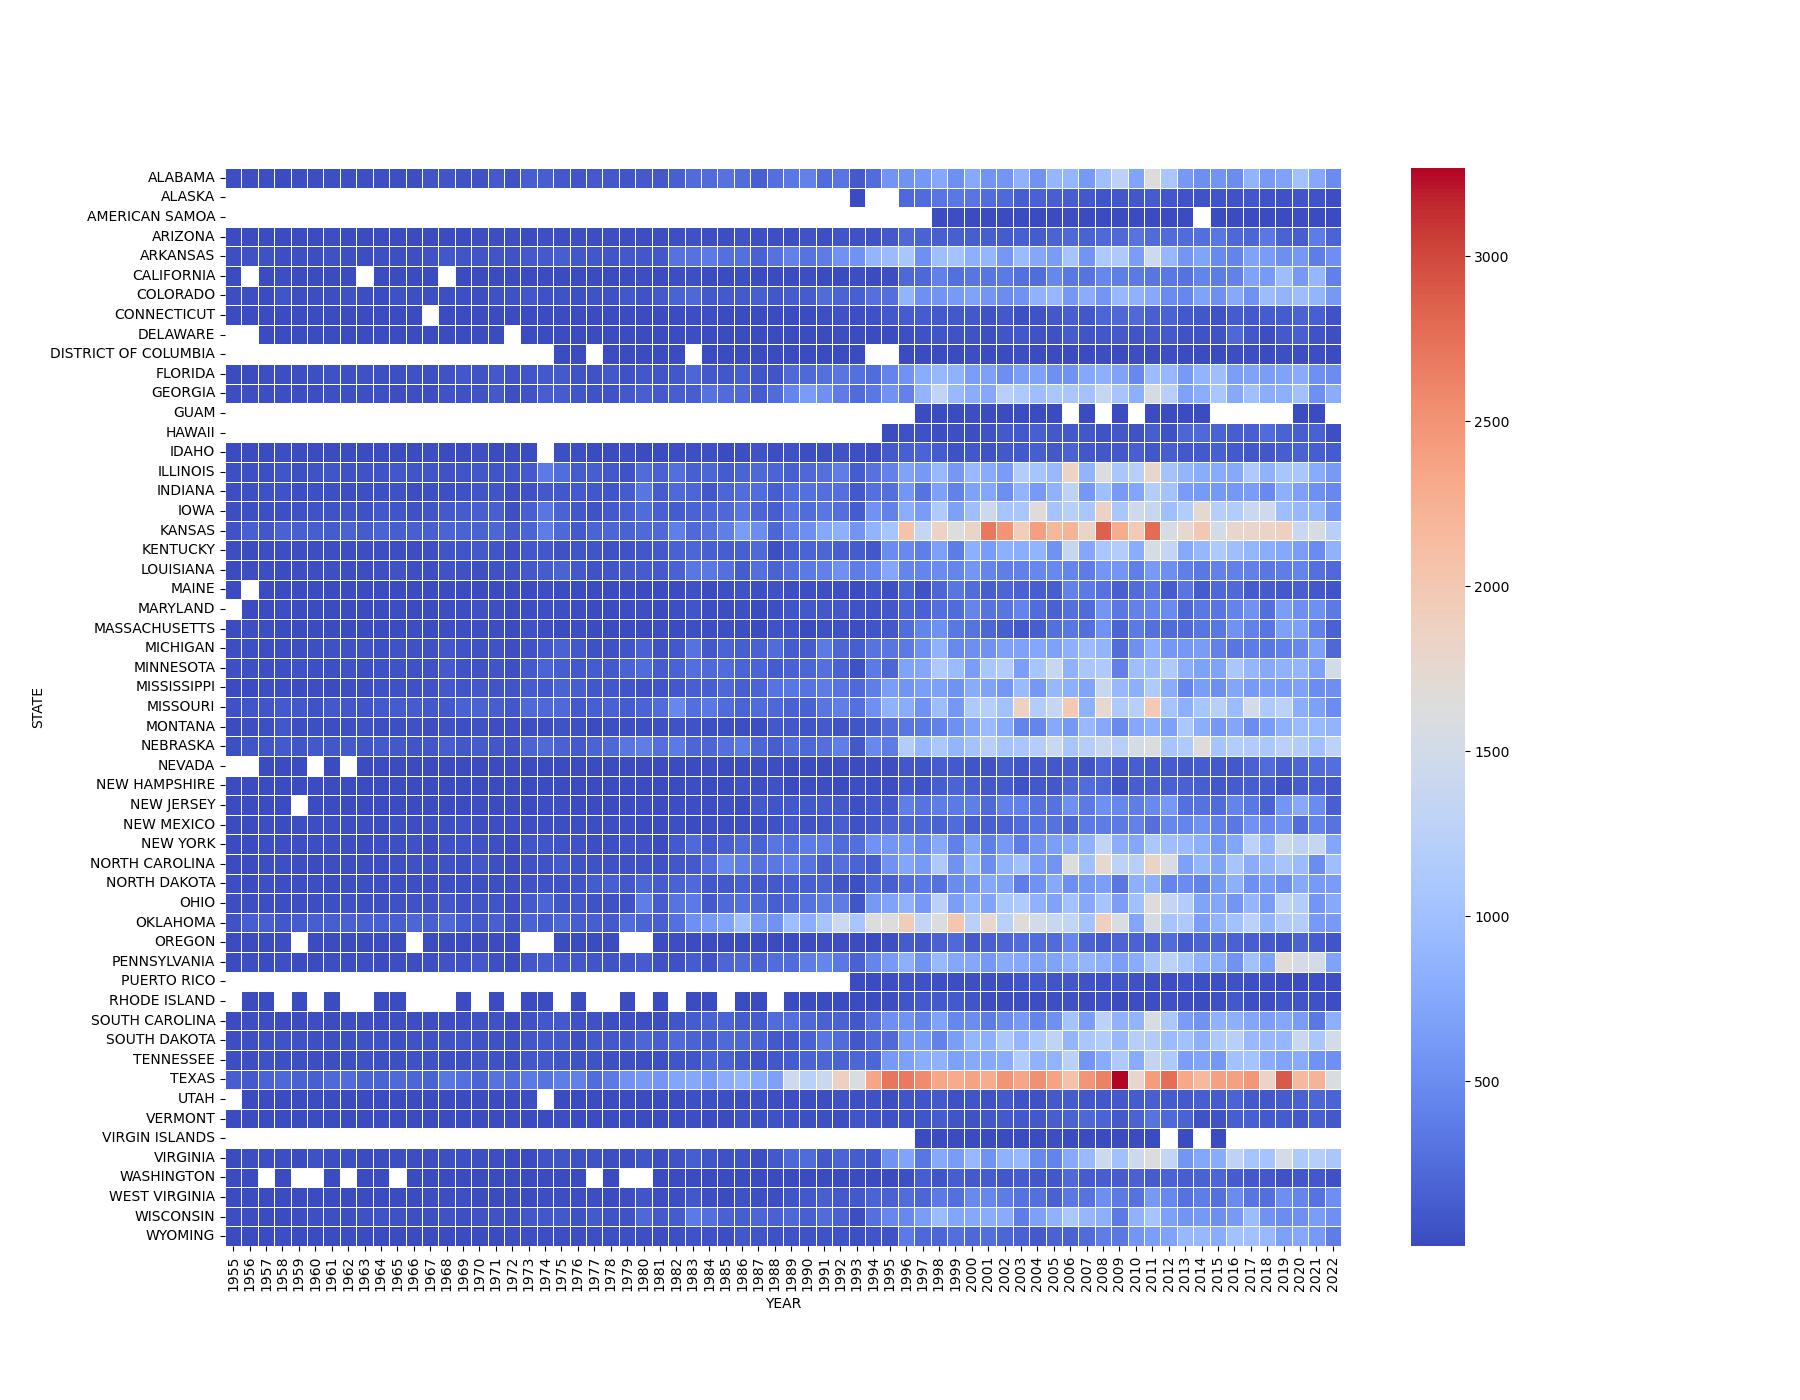 ALABAMA
ALASKA
AMERICAN SAMOA
ARIZONA
ARKANSAS
CALIFORNIA
COLORADO
CONNECTICUT
DELAWARE
DISTRICT OF COLUMBIA
FLORIDA
GEORGIA
GUAM
HAWAII
IDAHO
ILLINOIS
INDIANA
IOWA
KANSAS
KENTUCKY
LOUISIANA
MAINE
MARYLAND
MASSACHUSETTS
MICHIGAN
MINNESOTA
MISSISSIPPI
MISSOURI
MONTANA
NEBRASKA
NEVADA
NEW HAMPSHIRE
NEW JERSEY
NEW MEXICO
NEW YORK
NORTH CAROLINA
NORTH DAKOTA
OHIO
OKLAHOMA
OREGON
PENNSYLVANIA
PUERTO RICO
RHODE ISLAND
SOUTH CAROLINA
SOUTH DAKOTA
TENNESSEE
TEXAS
UTAH
VERMONT
VIRGIN ISLANDS
VIRGINIA
WASHINGTON
WEST VIRGINIA
WISCONSIN
WYOMING
STATE
1955
1956
1957
1958
1959
1960
1961
1962
1963
1964
1965
1966
1967
1968
1969
1970
1971
1972
1973
1974
1975
1976
1977
1978
1979
1980
1981
1982
1983
1984
1985
1986
1987
1988
1989
1990
1991
1992
1993
1994
1995
1996
1997
1998
1999
2000
2001
2002
2003
2004
2005
2006
2007
2008
2009
2010
2011
2012
2013
2014
2015
2016
2017
2018
2019
2020
2021
2022
YEAR
3000
2500
2000
1500
1000
500